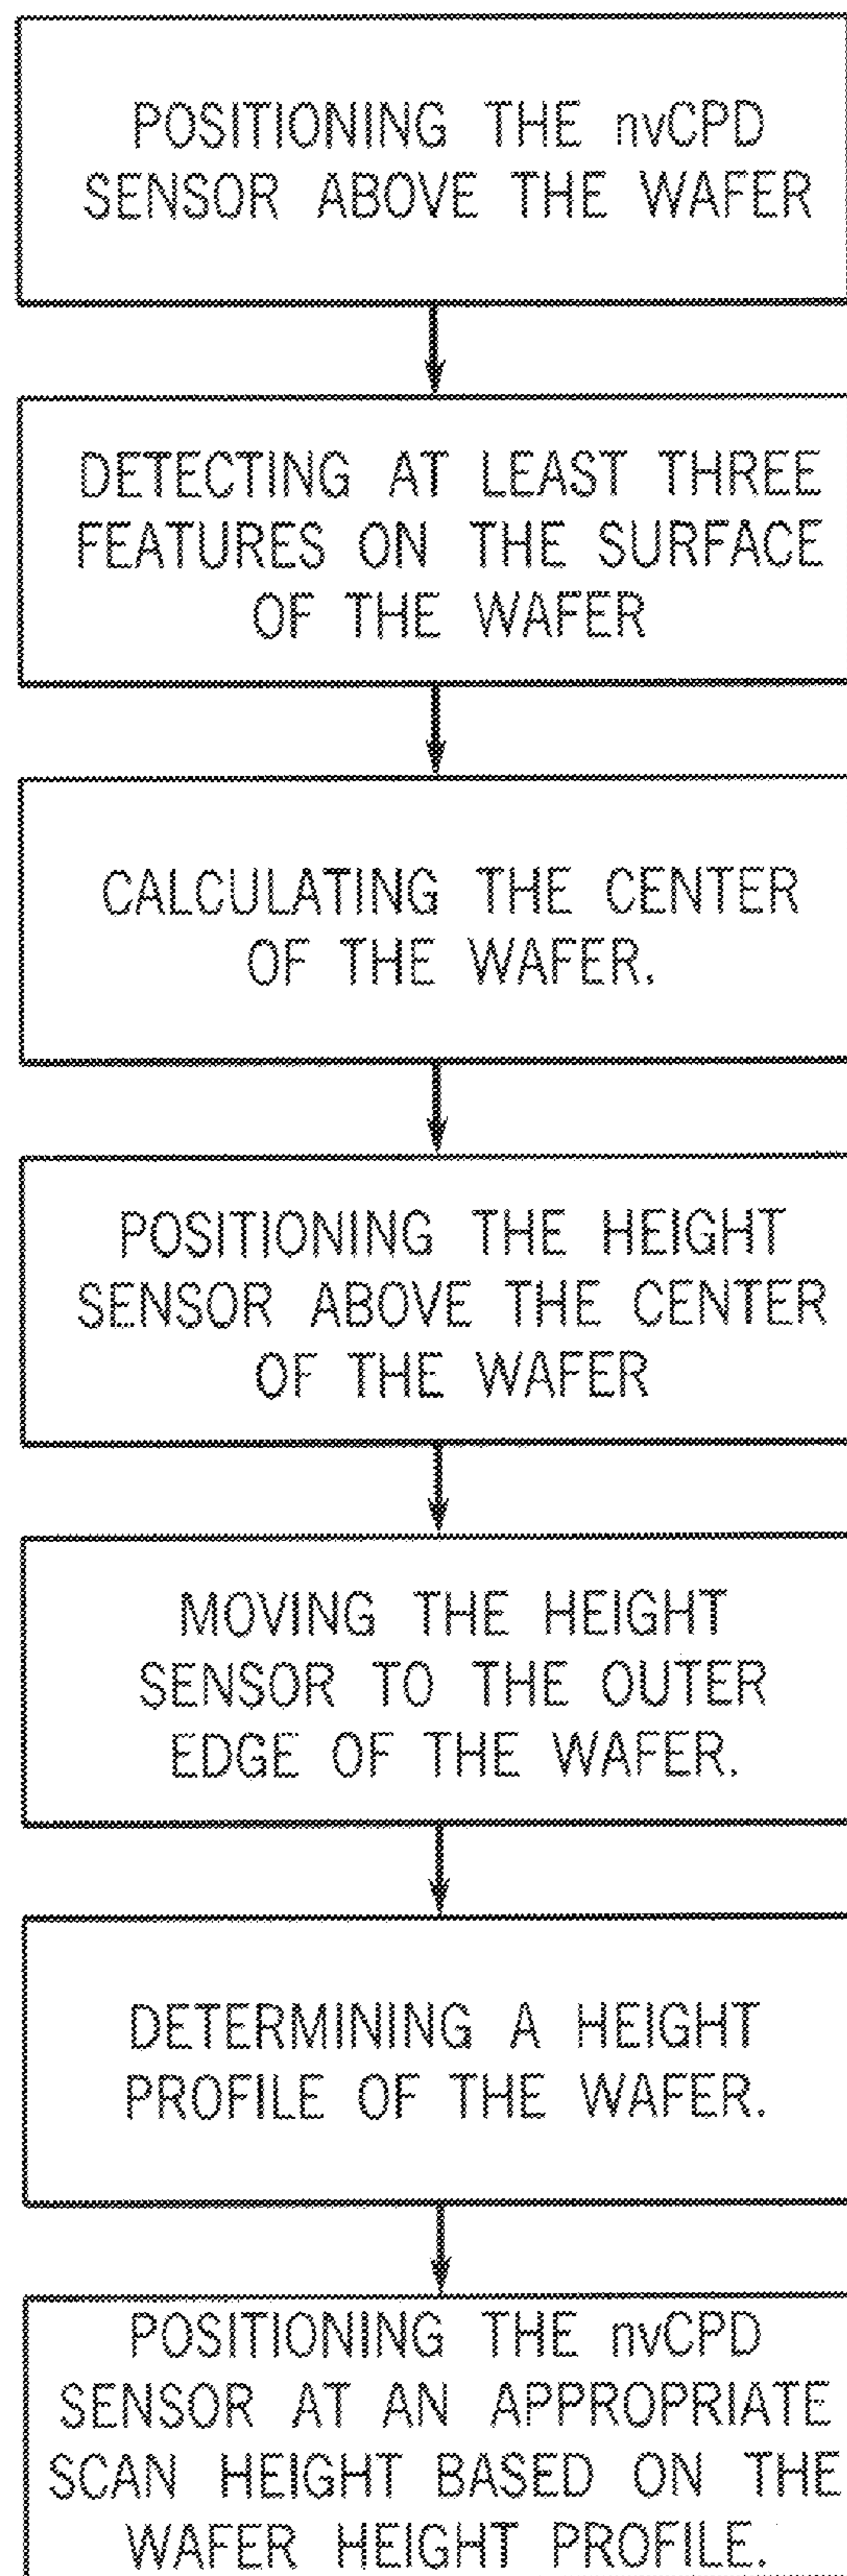 POSITIONING THE nvCPD
SENSOR ABOVE THE WAFER
DETECTING AT LEAST THREE
FEATURES ON THE SURFACE
OF THE WAFER
CALCULATING THE CENTER
OF THE WAFER.
POSITIONING THE HEIGHT
SENSOR ABOVE THE CENTER
OF THE WAFER
MOVING THE HEIGHT
SENSOR TO THE OUTER
EDGE OF THE WAFER.
DETERMINING A HEIGHT
PROFILE OF THE WAFER.
POSITIONING THE nvCPD
SENSOR AT AN APPROPRIATE
SCAN HEIGHT BASED ON THE
WAFER HEIGHT PROFILE.